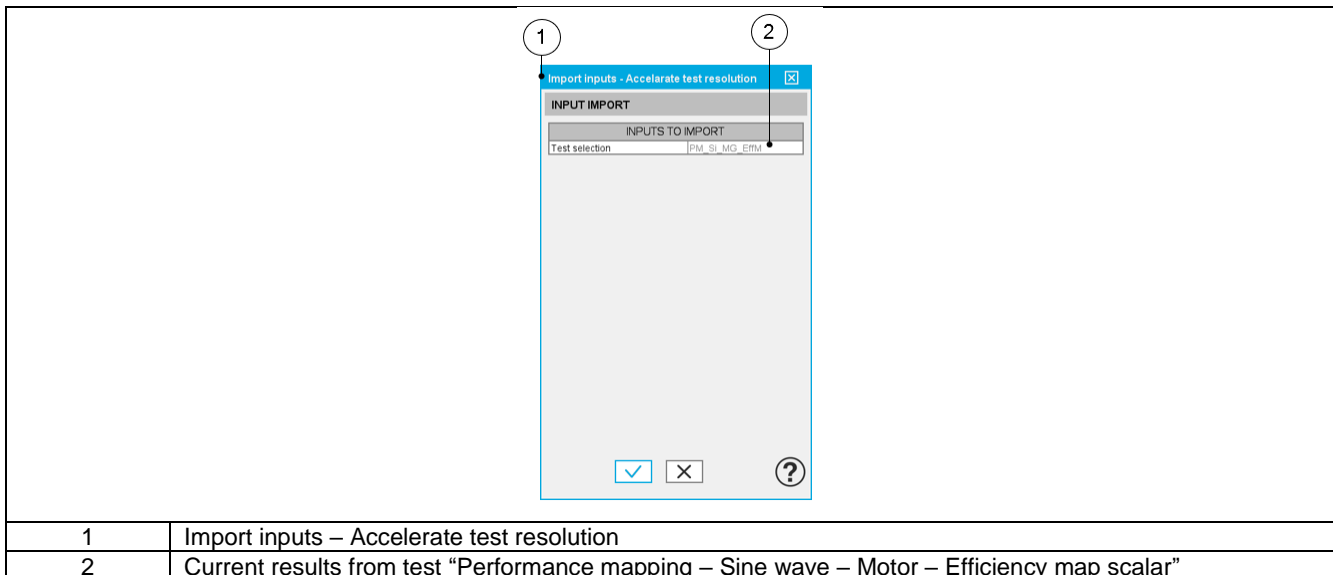 1 2
Import inputs - Accelarate test resolution
INPUT IMPORT
INPUTS TO IMPORT
Test selection PM_SI_MG_EffM
?
1 Import inputs – Accelerate test resolution
2 Current results from test “Performance mapping – Sine wave – Motor – Efficiency map scalar”